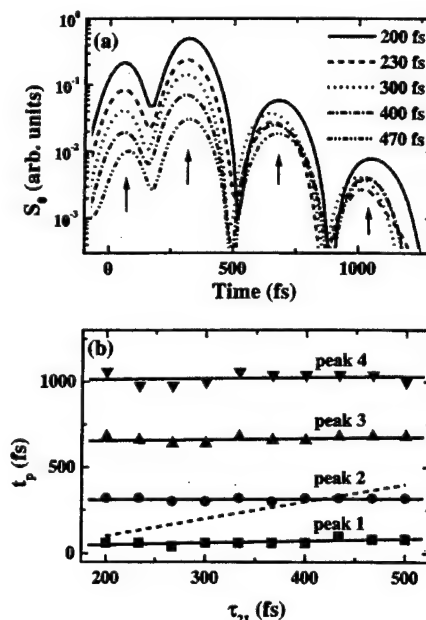 (a)
10⁰
10⁻¹
10⁻²
10⁻³
S₀ (arb. units)
200 fs
230 fs
300 fs
400 fs
470 fs
0
500
1000
Time (fs)
(b)
1000
500
0
tₚ (fs)
peak 4
peak 3
peak 2
peak 1
200
300
400
500
τ₂₁ (fs)